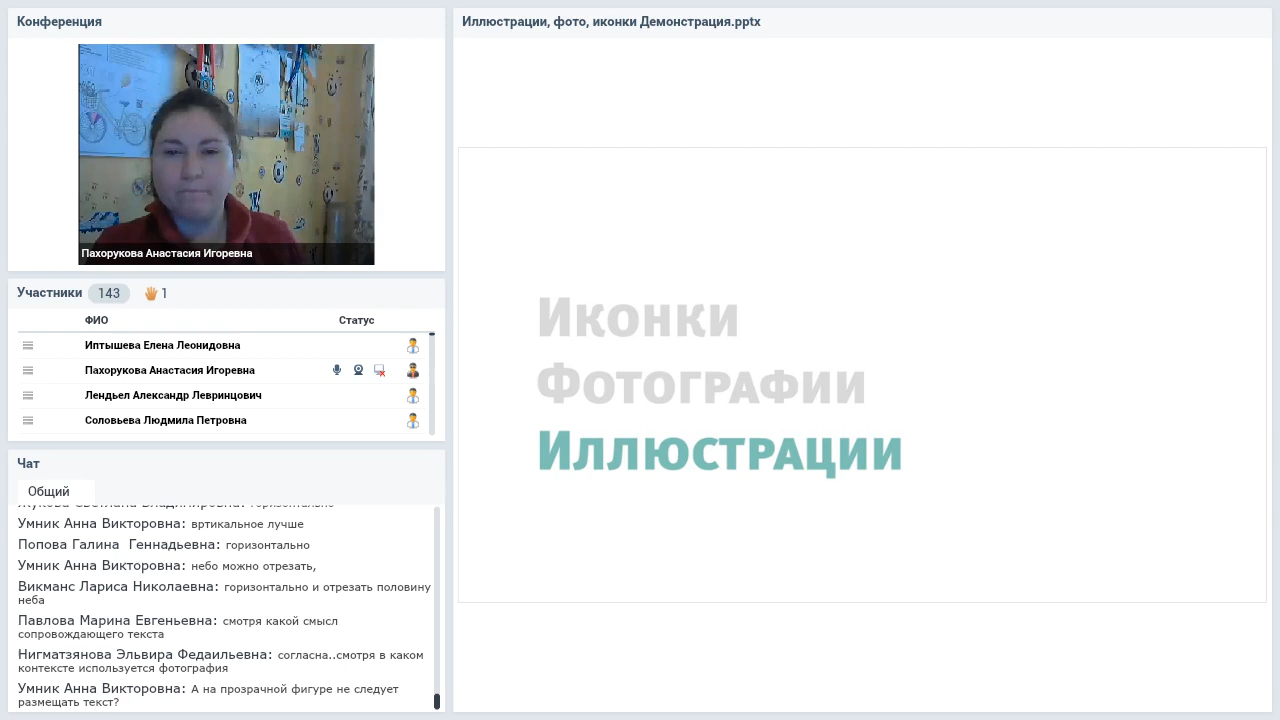 Конференция
Пахорукова Анастасия Игоревна
Участники 143 1
ФИО Статус
Иптышева Елена Леонидовна
Пахорукова Анастасия Игоревна
Лендьел Александр Левринцович
Соловьева Людмила Петровна
Чат
Общий
Жукова Светлана Владимировна: горизонтально
Умник Анна Викторовна: вртикальное лучше
Попова Галина Геннадьевна: горизонтально
Умник Анна Викторовна: небо можно отрезать,
Викманс Лариса Николаевна: горизонтально и отрезать половину
неба
Павлова Марина Евгеньевна: смотря какой смысл
сопровождающего текста
Нигматзянова Эльвира Федаильевна: согласна..смотря в каком
контексте используется фотография
Умник Анна Викторовна: А на прозрачной фигуре не следует
размещать текст?
Иллюстрации, фото, иконки Демонстрация.pptx
Иконки
Фотографии
Иллюстрации